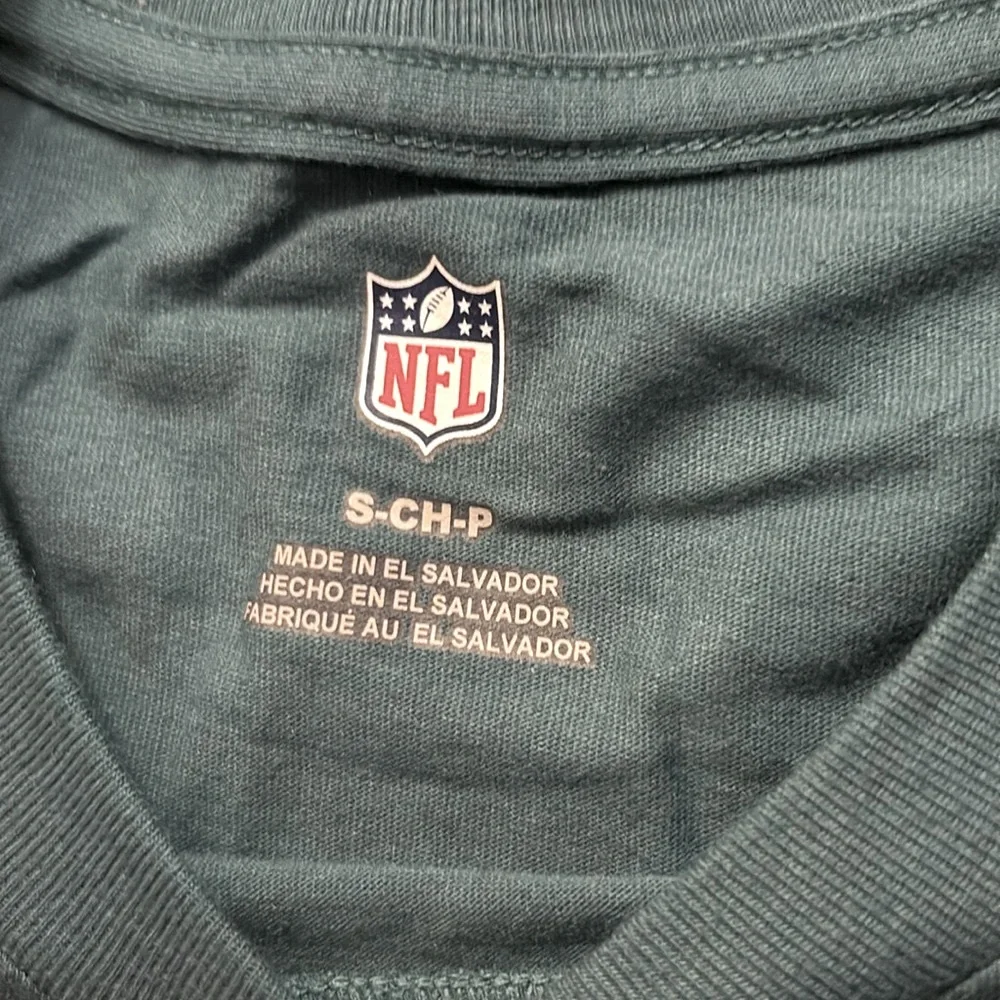 NFL
S-CH-P
MADE IN EL SALVADOR
HECHO EN EL SALVADOR
FABRIQUÉ AU EL SALVADOR